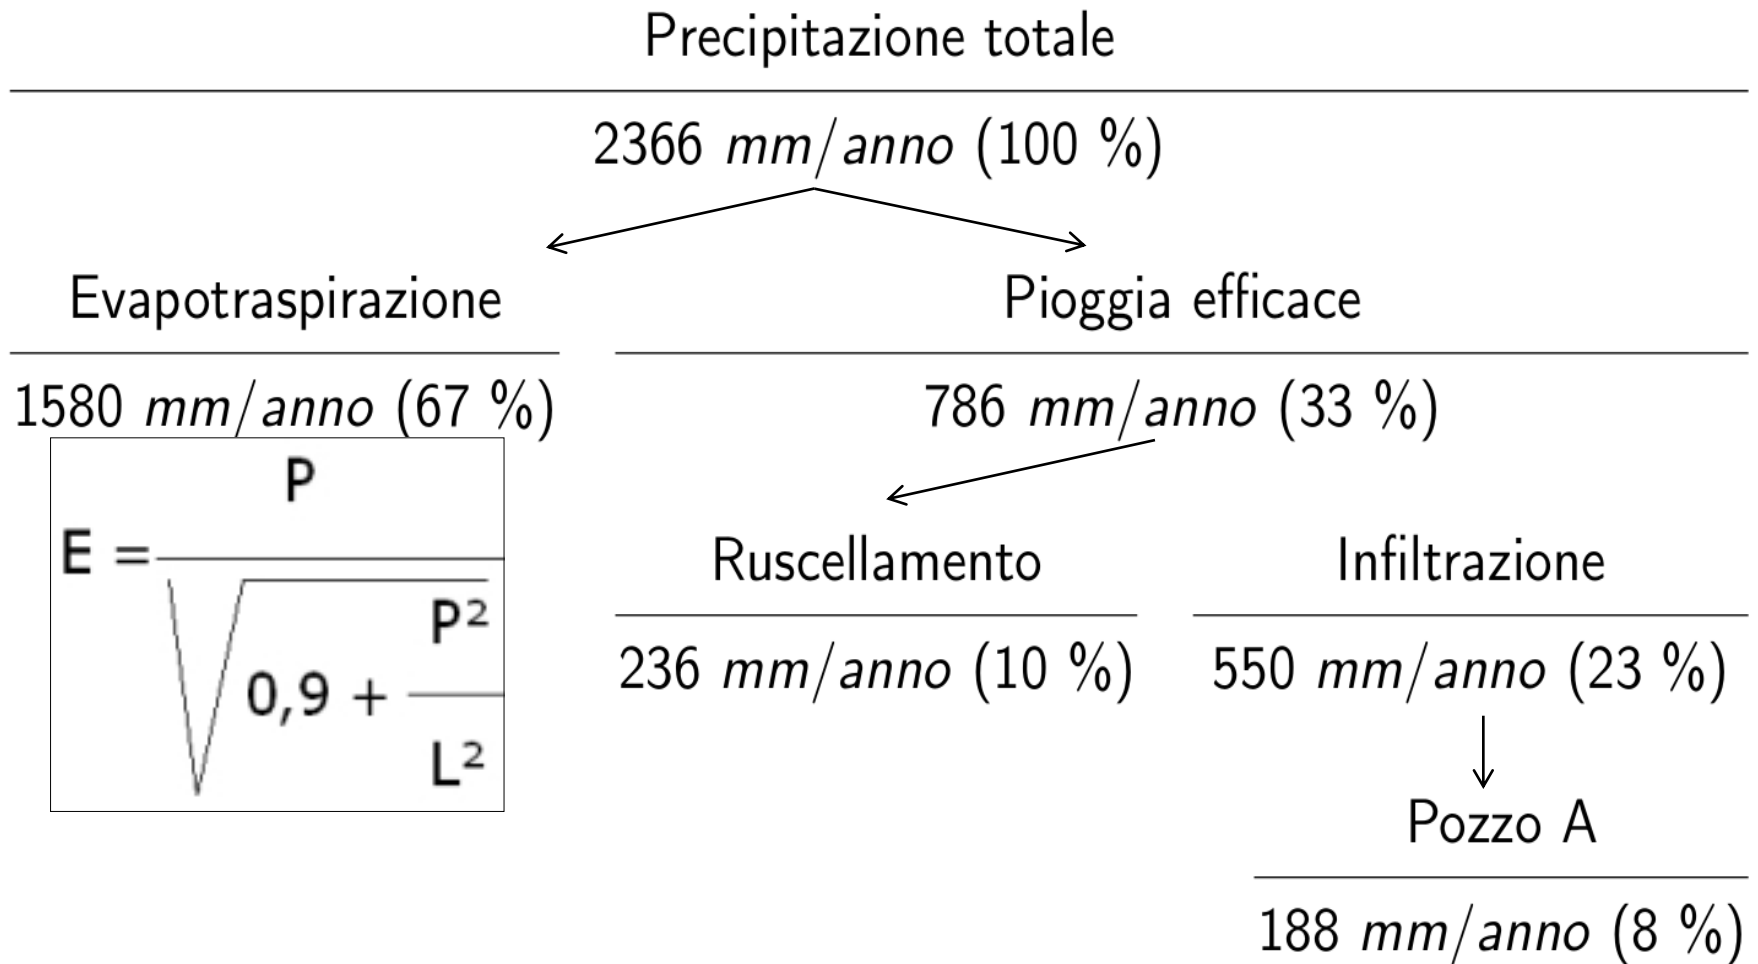 Precipitazione totale
2366 mm/anno (100 %)
Evapotraspirazione
Pioggia efficace
1580 mm/anno (67 %)
786 mm/anno (33 %)
P
E =
0,9 +
P²
L²
Ruscellamento
Infiltrazione
236 mm/anno (10 %)
550 mm/anno (23 %)
Pozzo A
188 mm/anno (8 %)